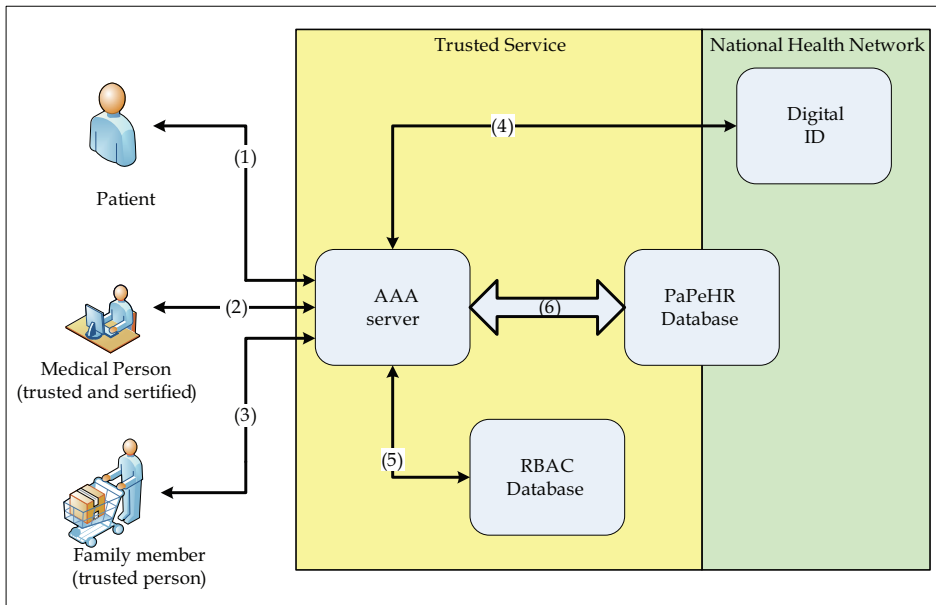 Trusted Service
National Health Network
Digital
ID
(4)
(1)
Patient
AAA
server
(6)
PaPeHR
Database
(2)
Medical Person
(trusted and sertified)
(3)
(5)
RBAC
Database
Family member
(trusted person)